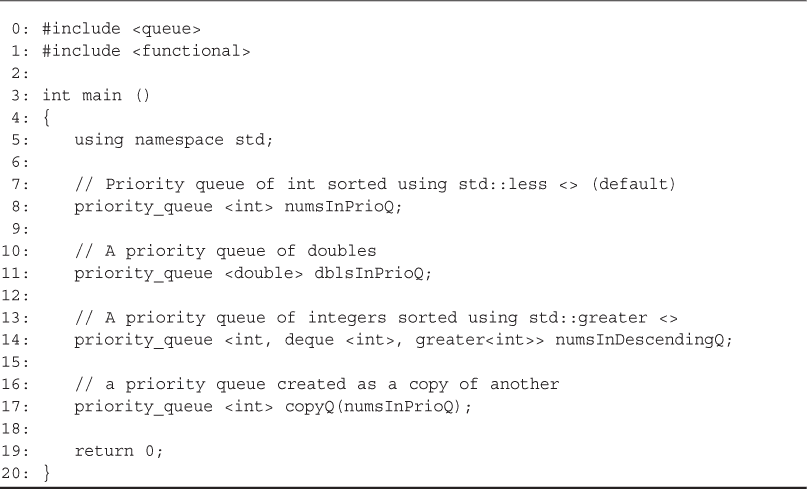 0: #include <queue>
1: #include <functional>
2:
3: int main ()
4: {
5:    using namespace std;
6:
7:    // Priority queue of int sorted using std::less <> (default)
8:    priority_queue <int> numsInPrioQ;
9:
10:    // A priority queue of doubles
11:    priority_queue <double> dblsInPrioQ;
12:
13:    // A priority queue of integers sorted using std::greater <>
14:    priority_queue <int, deque <int>, greater<int>> numsInDescendingQ;
15:
16:    // a priority queue created as a copy of another
17:    priority_queue <int> copyQ(numsInPrioQ);
18:
19:    return 0;
20: }